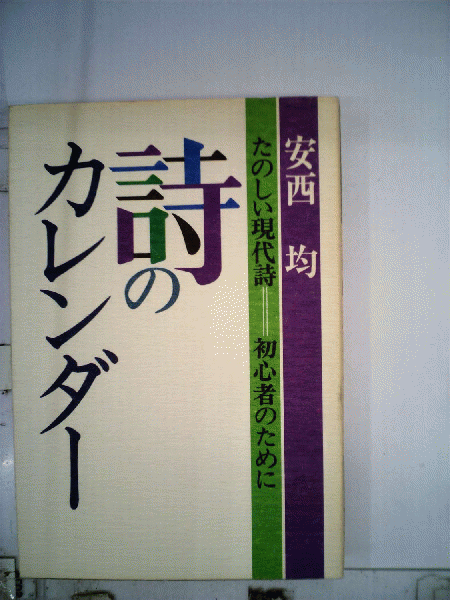 安西 均
たのしい現代詩＝初心者のために
詩の
カレンダー